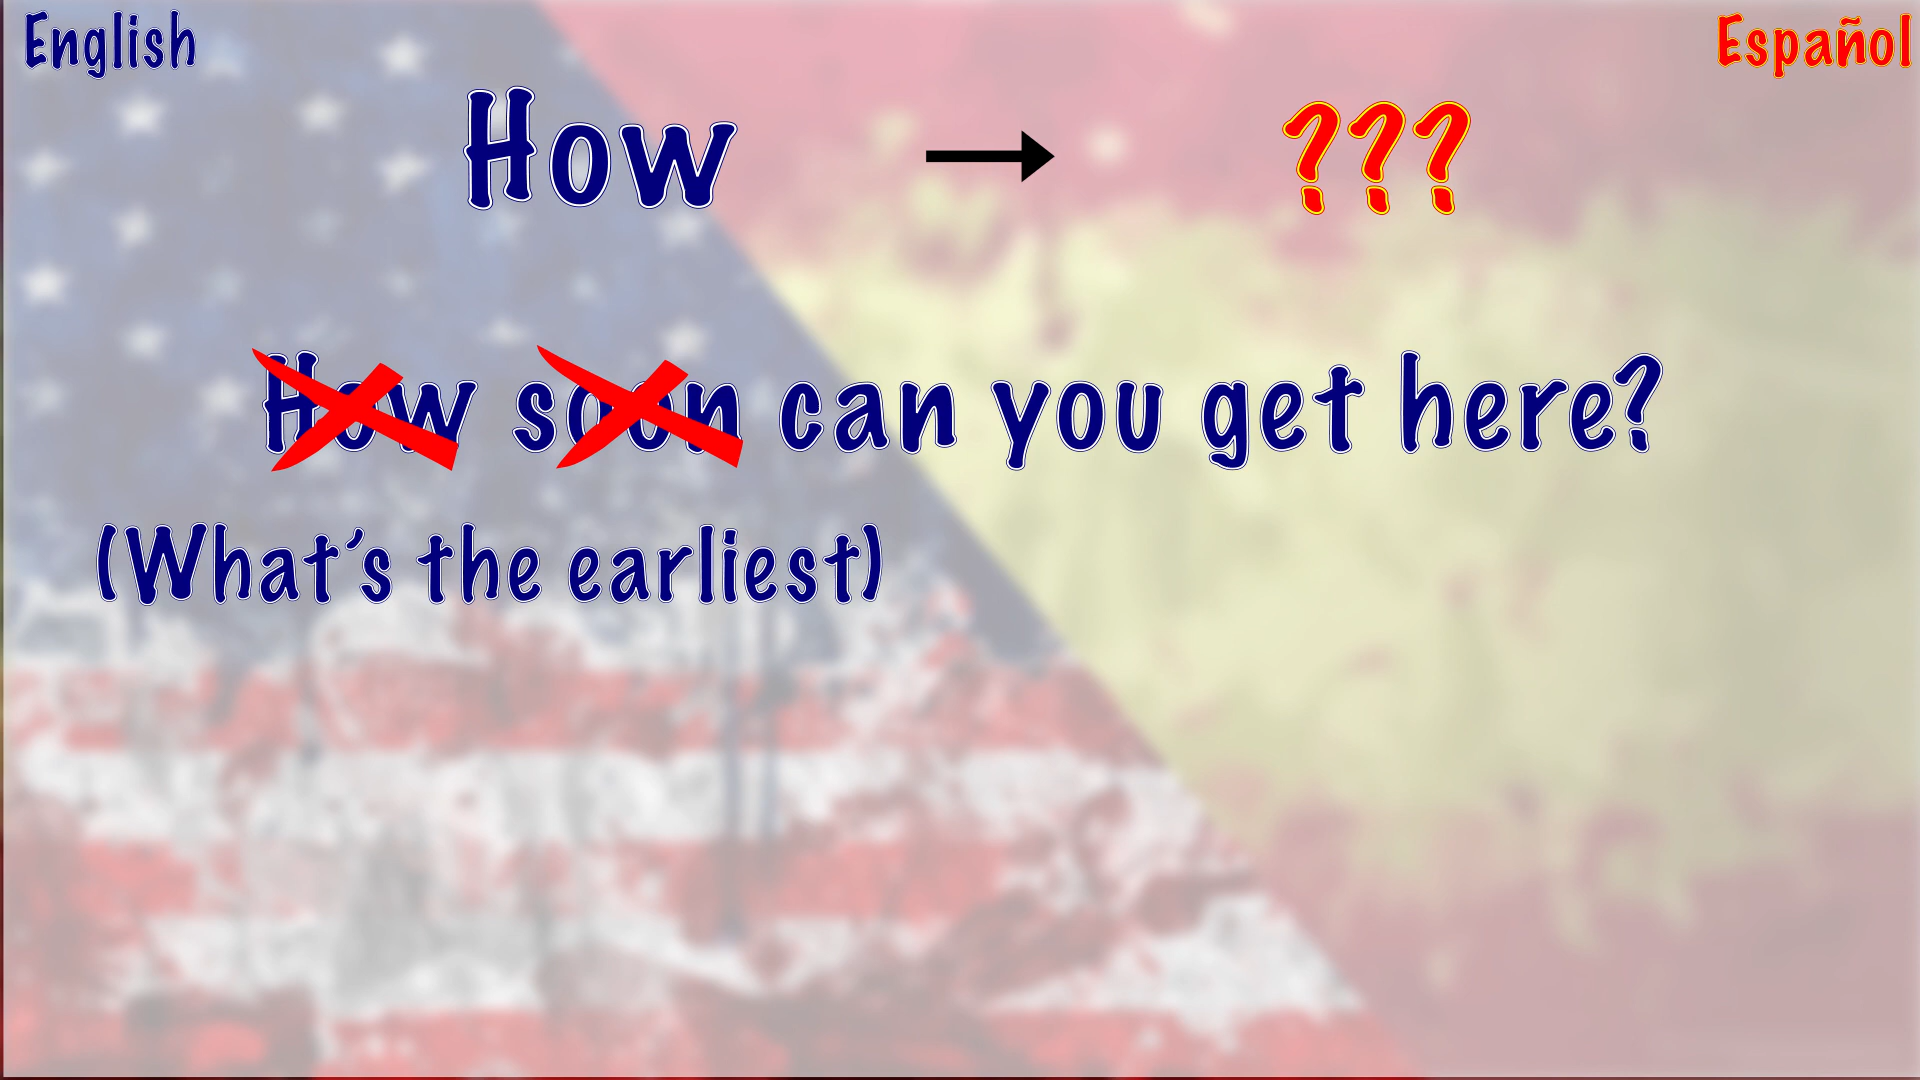 English
Español
How → ???
How soon can you get here?
(What's the earliest)